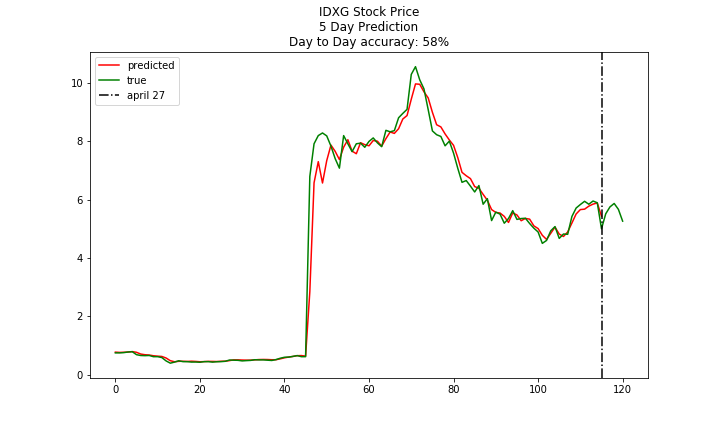 IDXG Stock Price
5 Day Prediction
Day to Day accuracy: 58%
predicted
true
april 27
10
8
6
4
2
0
0 20 40 60 80 100 120